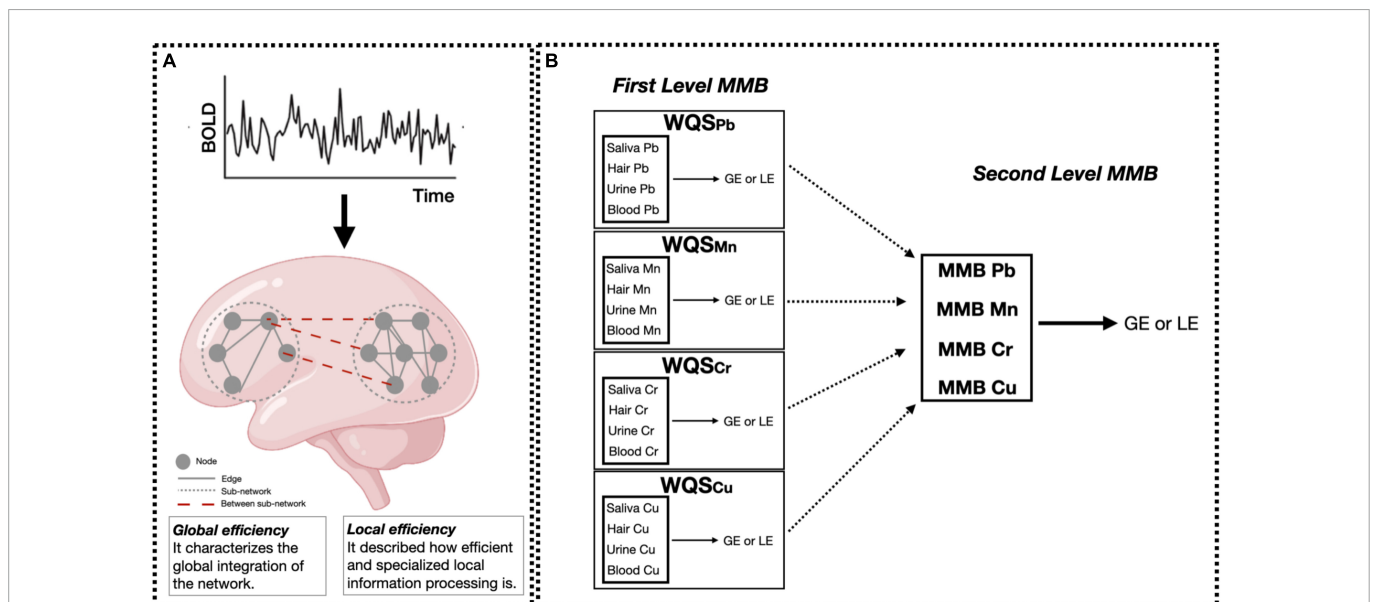 A
BOLD
Time
Node
Edge
Sub-network
Between sub-network
Global efficiency
It characterizes the
global integration of
the network.
Local efficiency
It described how efficient
and specialized local
information processing is.
B
First Level MMB
WQSPb
Saliva Pb
Hair Pb
Urine Pb
Blood Pb
GE or LE
WQSMn
Saliva Mn
Hair Mn
Urine Mn
Blood Mn
GE or LE
WQSCr
Saliva Cr
Hair Cr
Urine Cr
Blood Cr
GE or LE
WQSCu
Saliva Cu
Hair Cu
Urine Cu
Blood Cu
GE or LE
Second Level MMB
MMB Pb
MMB Mn
MMB Cr
MMB Cu
GE or LE